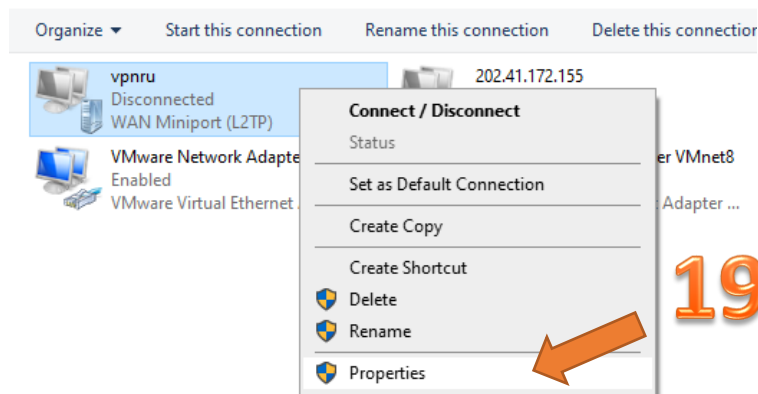 Organize Start this connection Rename this connection Delete this connection
vpnru
Disconnected
WAN Miniport (L2TP)
202.41.172.155
VMware Network Adapte
Enabled
VMware Virtual Ethernet
er VMnet8
Adapter ...
Connect / Disconnect
Status
Set as Default Connection
Create Copy
Create Shortcut
Delete
Rename
Properties
19